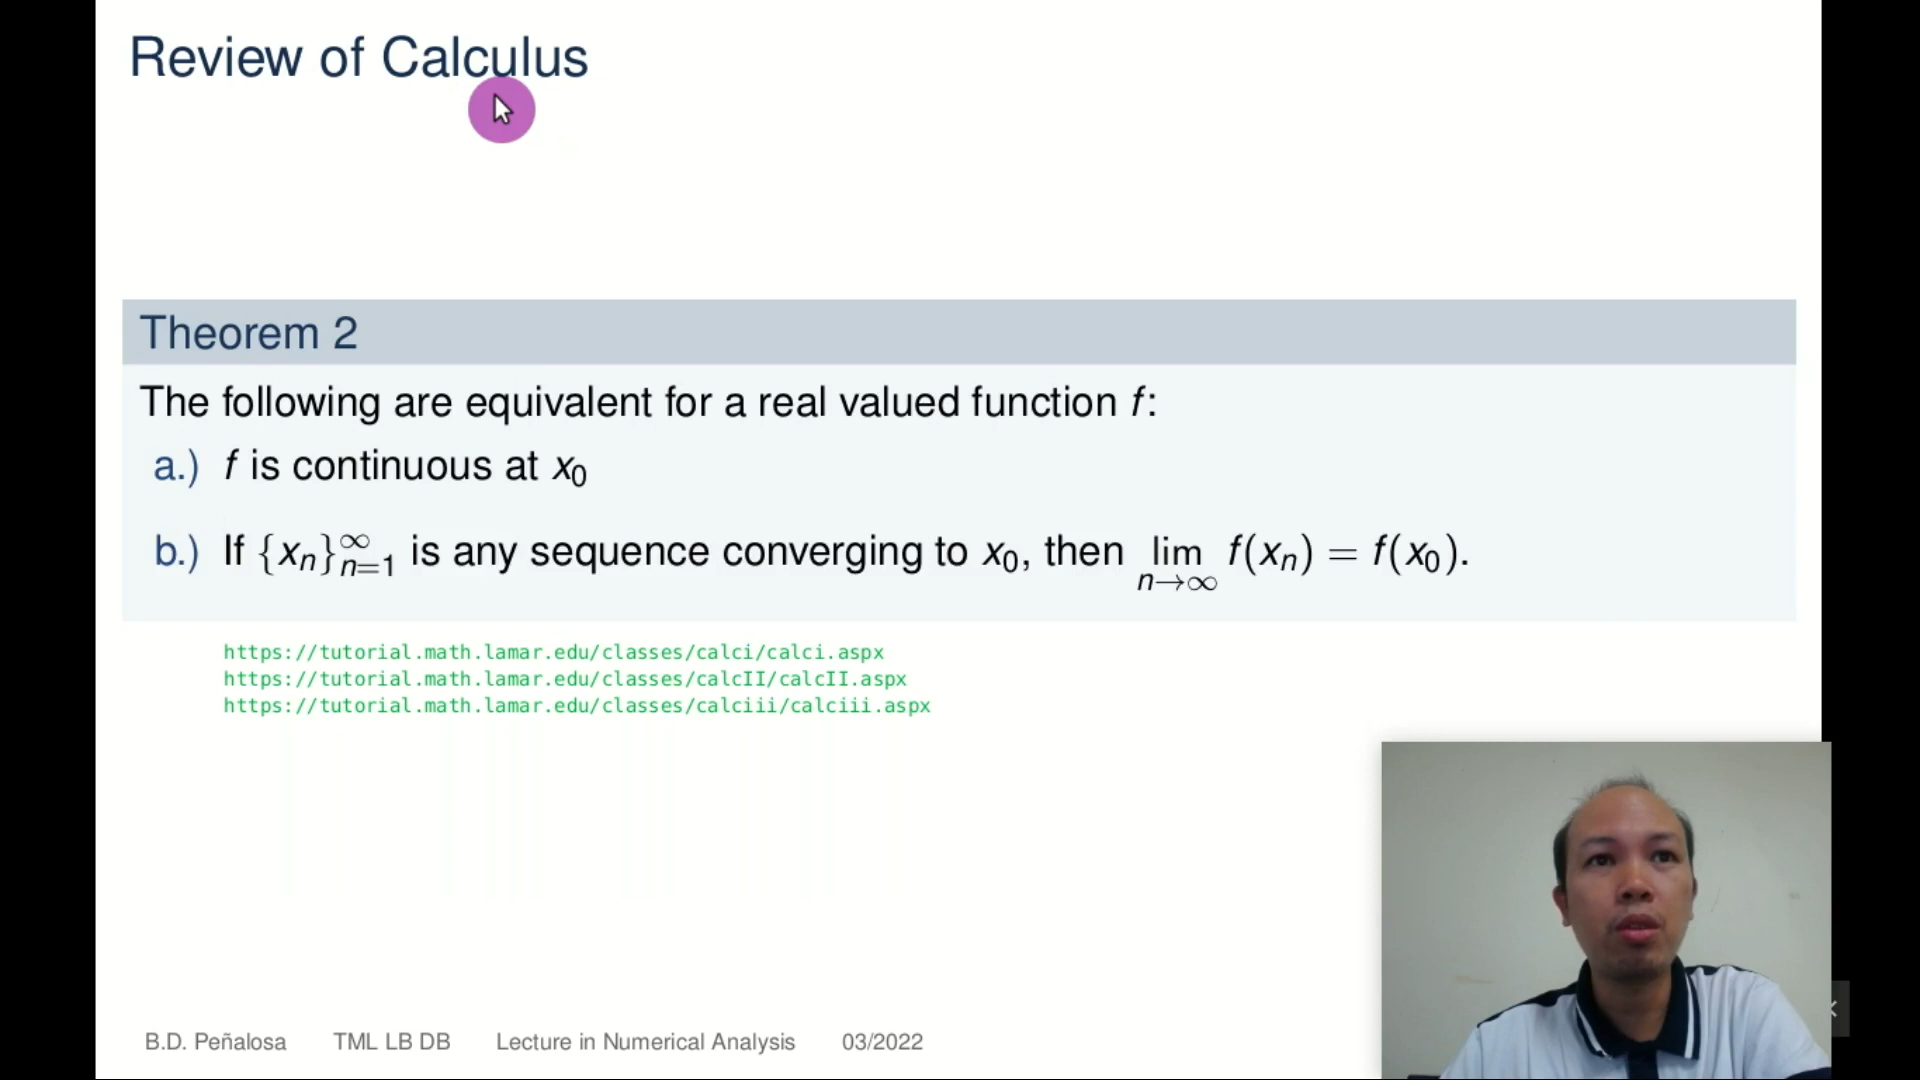 Review of Calculus
Theorem 2
The following are equivalent for a real valued function f:
a.) f is continuous at x₀
b.) If {xₙ}ₙ₌₁^∞ is any sequence converging to x₀, then lim_{n→∞} f(xₙ) = f(x₀).
https://tutorial.math.lamar.edu/classes/calci/calci.aspx
https://tutorial.math.lamar.edu/classes/calcII/calcII.aspx
https://tutorial.math.lamar.edu/classes/calciii/calciii.aspx
B.D. Peñalosa TML LB DB Lecture in Numerical Analysis 03/2022